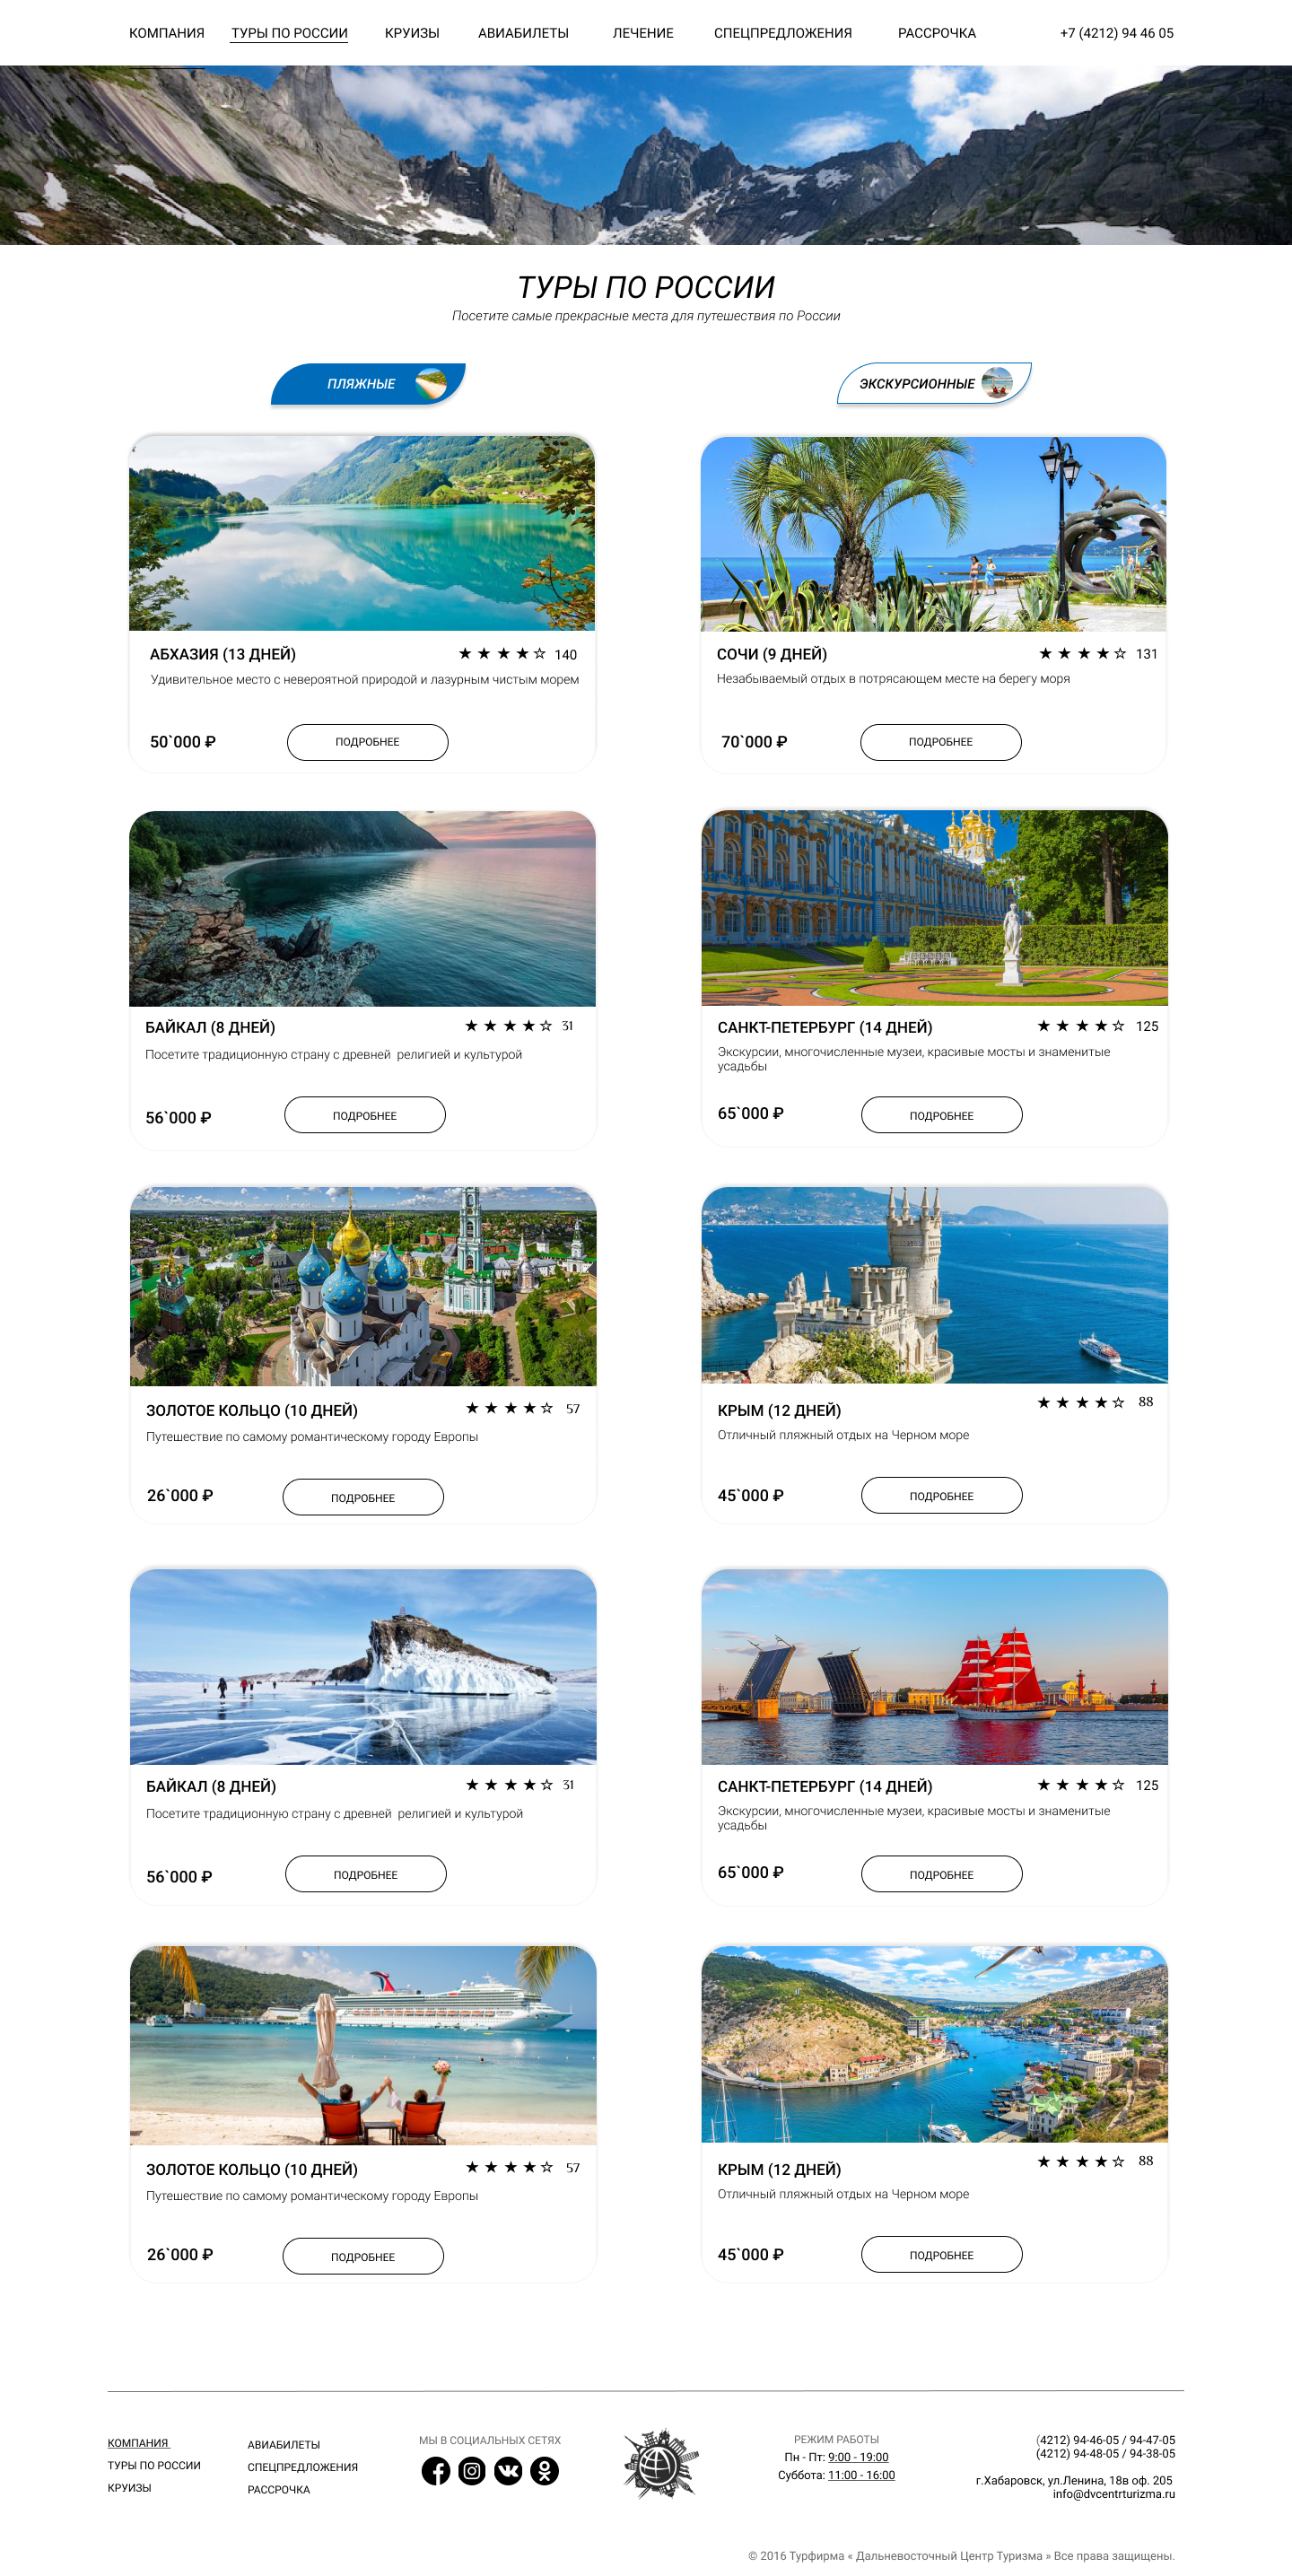 КОМПАНИЯ ТУРЫ ПО РОССИИ КРУИЗЫ АВИАБИЛЕТЫ ЛЕЧЕНИЕ СПЕЦПРЕДЛОЖЕНИЯ РАССРОЧКА +7 (4212) 94 46 05
ТУРЫ ПО РОССИИ
Посетите самые прекрасные места для путешествия по России
ПЛЯЖНЫЕ
ЭКСКУРСИОННЫЕ
АБХАЗИЯ (13 ДНЕЙ) ★ ★ ★ ★ ☆ 140
Удивительное место с невероятной природой и лазурным чистым морем
50`000 ₽ ПОДРОБНЕЕ
СОЧИ (9 ДНЕЙ) ★ ★ ★ ★ ☆ 131
Незабываемый отдых в потрясающем месте на берегу моря
70`000 ₽ ПОДРОБНЕЕ
БАЙКАЛ (8 ДНЕЙ) ★ ★ ★ ★ ☆ 31
Посетите традиционную страну с древней  религией и культурой
56`000 ₽ ПОДРОБНЕЕ
САНКТ-ПЕТЕРБУРГ (14 ДНЕЙ) ★ ★ ★ ★ ☆ 125
Экскурсии, многочисленные музеи, красивые мосты и знаменитые
усадьбы
65`000 ₽ ПОДРОБНЕЕ
ЗОЛОТОЕ КОЛЬЦО (10 ДНЕЙ) ★ ★ ★ ★ ☆ 57
Путешествие по самому романтическому городу Европы
26`000 ₽ ПОДРОБНЕЕ
КРЫМ (12 ДНЕЙ) ★ ★ ★ ★ ☆ 88
Отличный пляжный отдых на Черном море
45`000 ₽ ПОДРОБНЕЕ
БАЙКАЛ (8 ДНЕЙ) ★ ★ ★ ★ ☆ 31
Посетите традиционную страну с древней  религией и культурой
56`000 ₽ ПОДРОБНЕЕ
САНКТ-ПЕТЕРБУРГ (14 ДНЕЙ) ★ ★ ★ ★ ☆ 125
Экскурсии, многочисленные музеи, красивые мосты и знаменитые
усадьбы
65`000 ₽ ПОДРОБНЕЕ
ЗОЛОТОЕ КОЛЬЦО (10 ДНЕЙ) ★ ★ ★ ★ ☆ 57
Путешествие по самому романтическому городу Европы
26`000 ₽ ПОДРОБНЕЕ
КРЫМ (12 ДНЕЙ) ★ ★ ★ ★ ☆ 88
Отличный пляжный отдых на Черном море
45`000 ₽ ПОДРОБНЕЕ
КОМПАНИЯ
ТУРЫ ПО РОССИИ
КРУИЗЫ
АВИАБИЛЕТЫ
СПЕЦПРЕДЛОЖЕНИЯ
РАССРОЧКА
МЫ В СОЦИАЛЬНЫХ СЕТЯХ
РЕЖИМ РАБОТЫ
Пн - Пт: 9:00 - 19:00
Суббота: 11:00 - 16:00
(4212) 94-46-05 / 94-47-05
(4212) 94-48-05 / 94-38-05
г.Хабаровск, ул.Ленина, 18в оф. 205
info@dvcentrturizma.ru
© 2016 Турфирма « Дальневосточный Центр Туризма » Все права защищены.